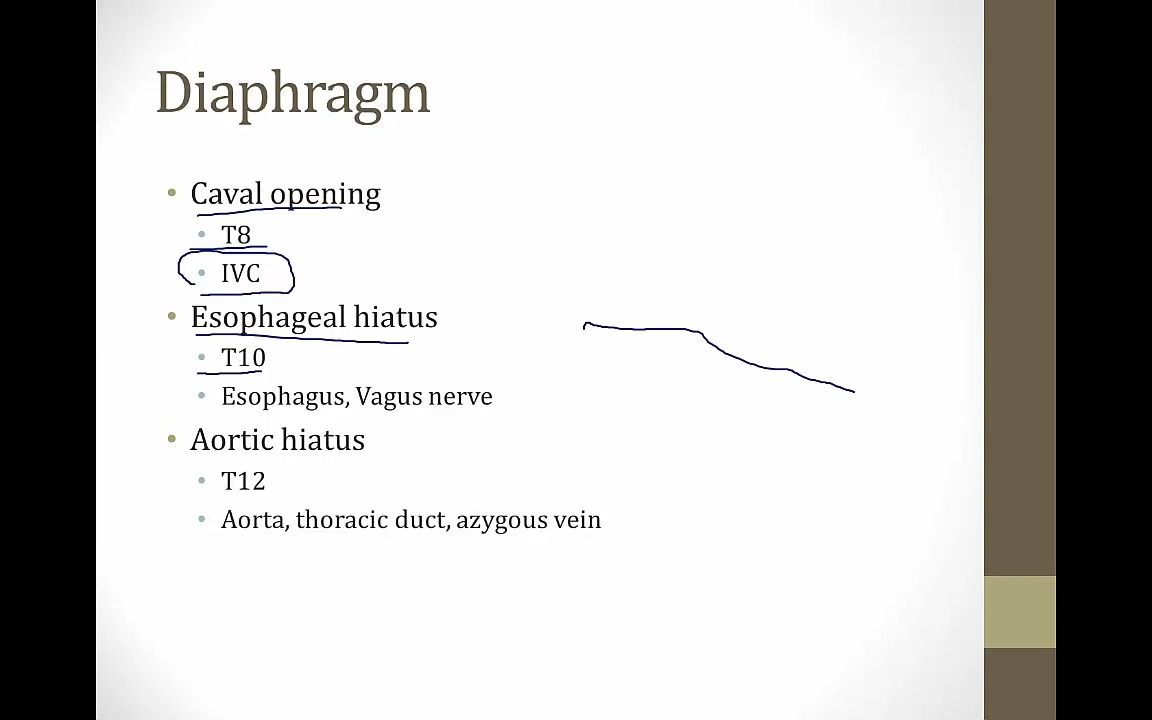 Diaphragm
• Caval opening
• T8
• IVC
• Esophageal hiatus
• T10
• Esophagus, Vagus nerve
• Aortic hiatus
• T12
• Aorta, thoracic duct, azygous vein